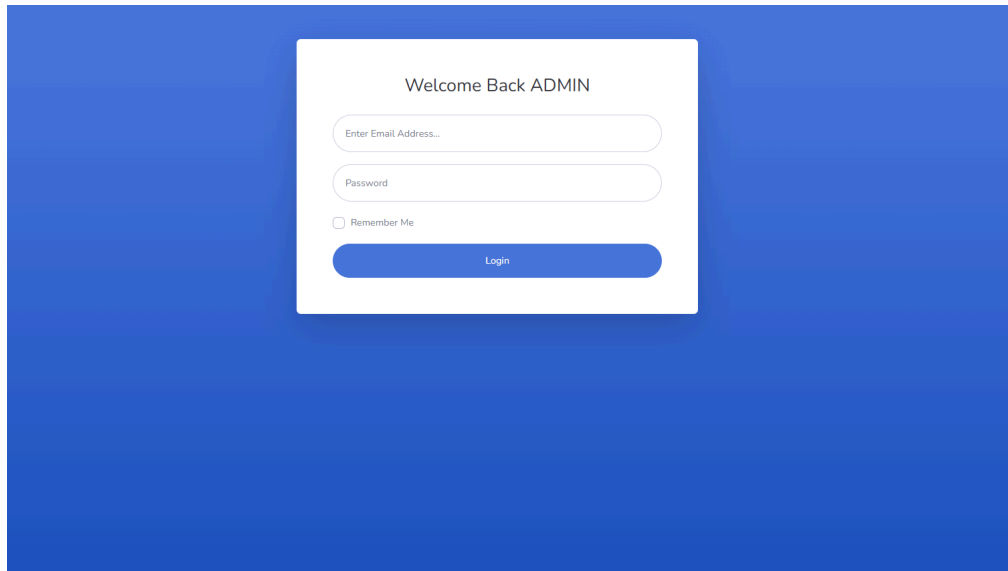 Welcome Back ADMIN
Enter Email Address...
Password
Remember Me
Login